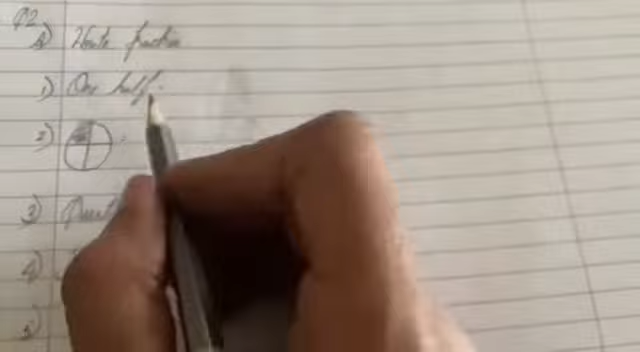 Q2
A) Write fraction
1) One half:
2)
3)
4)
5)